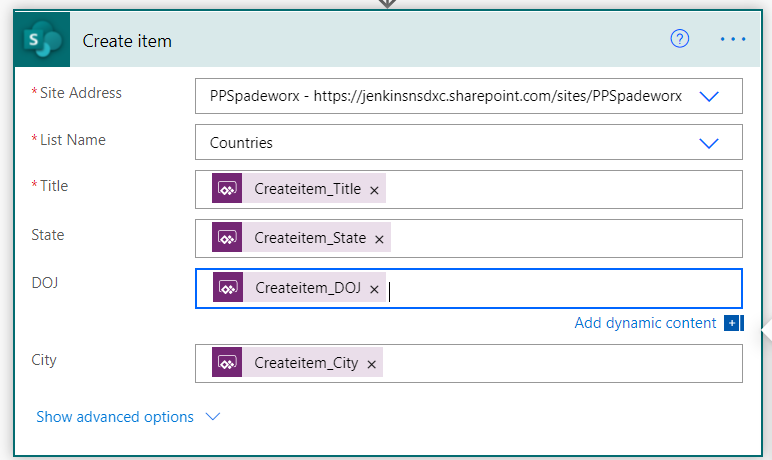 Create item
* Site Address
PPSpadeworx - https://jenkinsnsdxc.sharepoint.com/sites/PPSpadeworx
* List Name
Countries
* Title
Createitem_Title ×
State
Createitem_State ×
DOJ
Createitem_DOJ ×
Add dynamic content
City
Createitem_City ×
Show advanced options